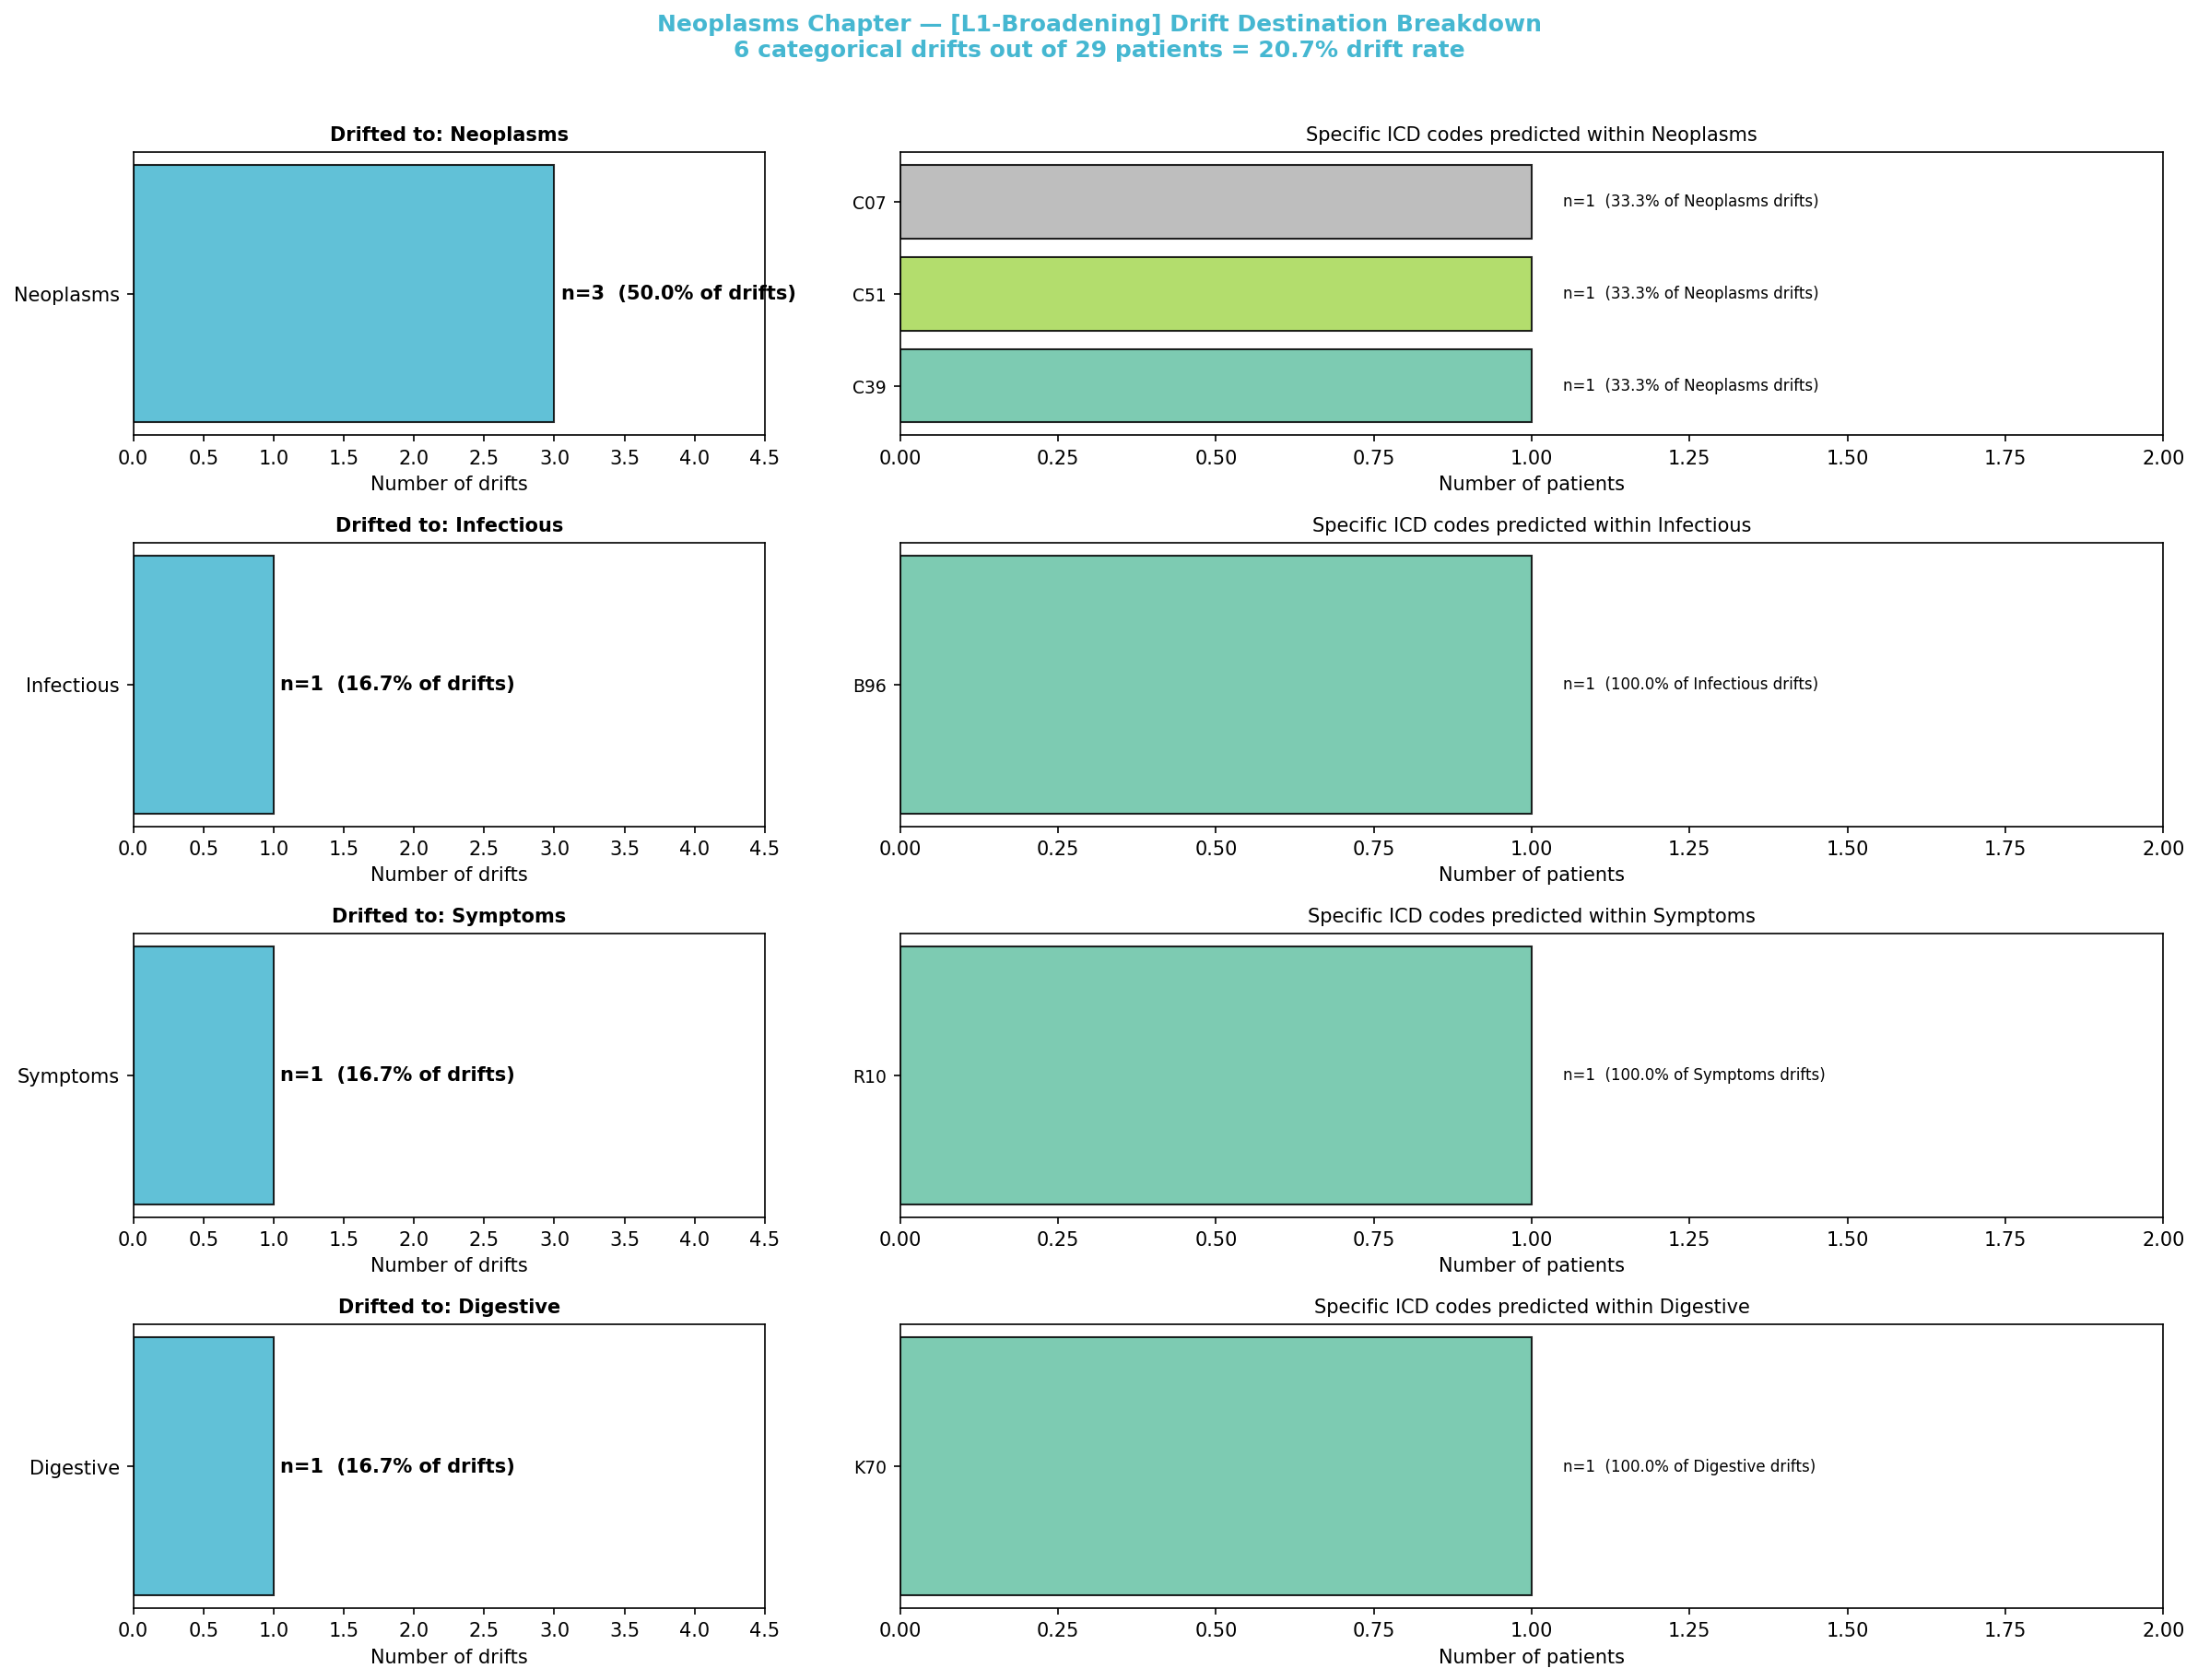 Neoplasms Chapter — [L1-Broadening] Drift Destination Breakdown
6 categorical drifts out of 29 patients = 20.7% drift rate
Drifted to: Neoplasms
Neoplasms
n=3 (50.0% of drifts)
0.0 0.5 1.0 1.5 2.0 2.5 3.0 3.5 4.0 4.5
Number of drifts
Specific ICD codes predicted within Neoplasms
C07
n=1 (33.3% of Neoplasms drifts)
C51
n=1 (33.3% of Neoplasms drifts)
C39
n=1 (33.3% of Neoplasms drifts)
0.00 0.25 0.50 0.75 1.00 1.25 1.50 1.75 2.00
Number of patients
Drifted to: Infectious
Infectious
n=1 (16.7% of drifts)
0.0 0.5 1.0 1.5 2.0 2.5 3.0 3.5 4.0 4.5
Number of drifts
Specific ICD codes predicted within Infectious
B96
n=1 (100.0% of Infectious drifts)
0.00 0.25 0.50 0.75 1.00 1.25 1.50 1.75 2.00
Number of patients
Drifted to: Symptoms
Symptoms
n=1 (16.7% of drifts)
0.0 0.5 1.0 1.5 2.0 2.5 3.0 3.5 4.0 4.5
Number of drifts
Specific ICD codes predicted within Symptoms
R10
n=1 (100.0% of Symptoms drifts)
0.00 0.25 0.50 0.75 1.00 1.25 1.50 1.75 2.00
Number of patients
Drifted to: Digestive
Digestive
n=1 (16.7% of drifts)
0.0 0.5 1.0 1.5 2.0 2.5 3.0 3.5 4.0 4.5
Number of drifts
Specific ICD codes predicted within Digestive
K70
n=1 (100.0% of Digestive drifts)
0.00 0.25 0.50 0.75 1.00 1.25 1.50 1.75 2.00
Number of patients